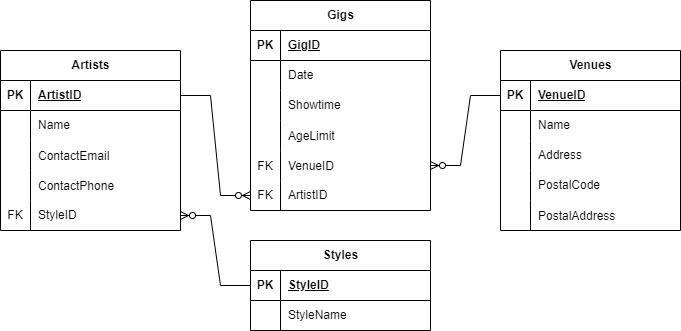 Artists
PK ArtistID
Name
ContactEmail
ContactPhone
FK StyleID
Gigs
PK GigID
Date
Showtime
AgeLimit
FK VenueID
FK ArtistID
Venues
PK VenueID
Name
Address
PostalCode
PostalAddress
Styles
PK StyleID
StyleName